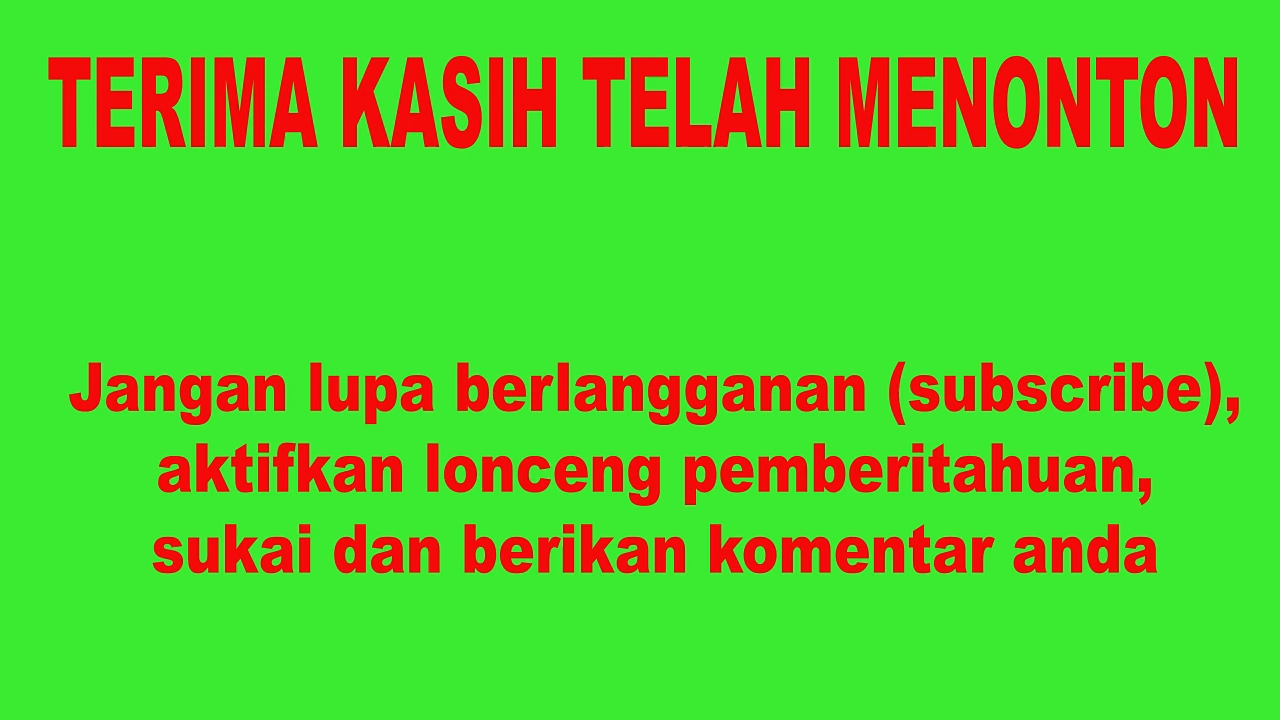 TERIMA KASIH TELAH MENONTON
Jangan lupa berlangganan (subscribe),
aktifkan lonceng pemberitahuan,
sukai dan berikan komentar anda